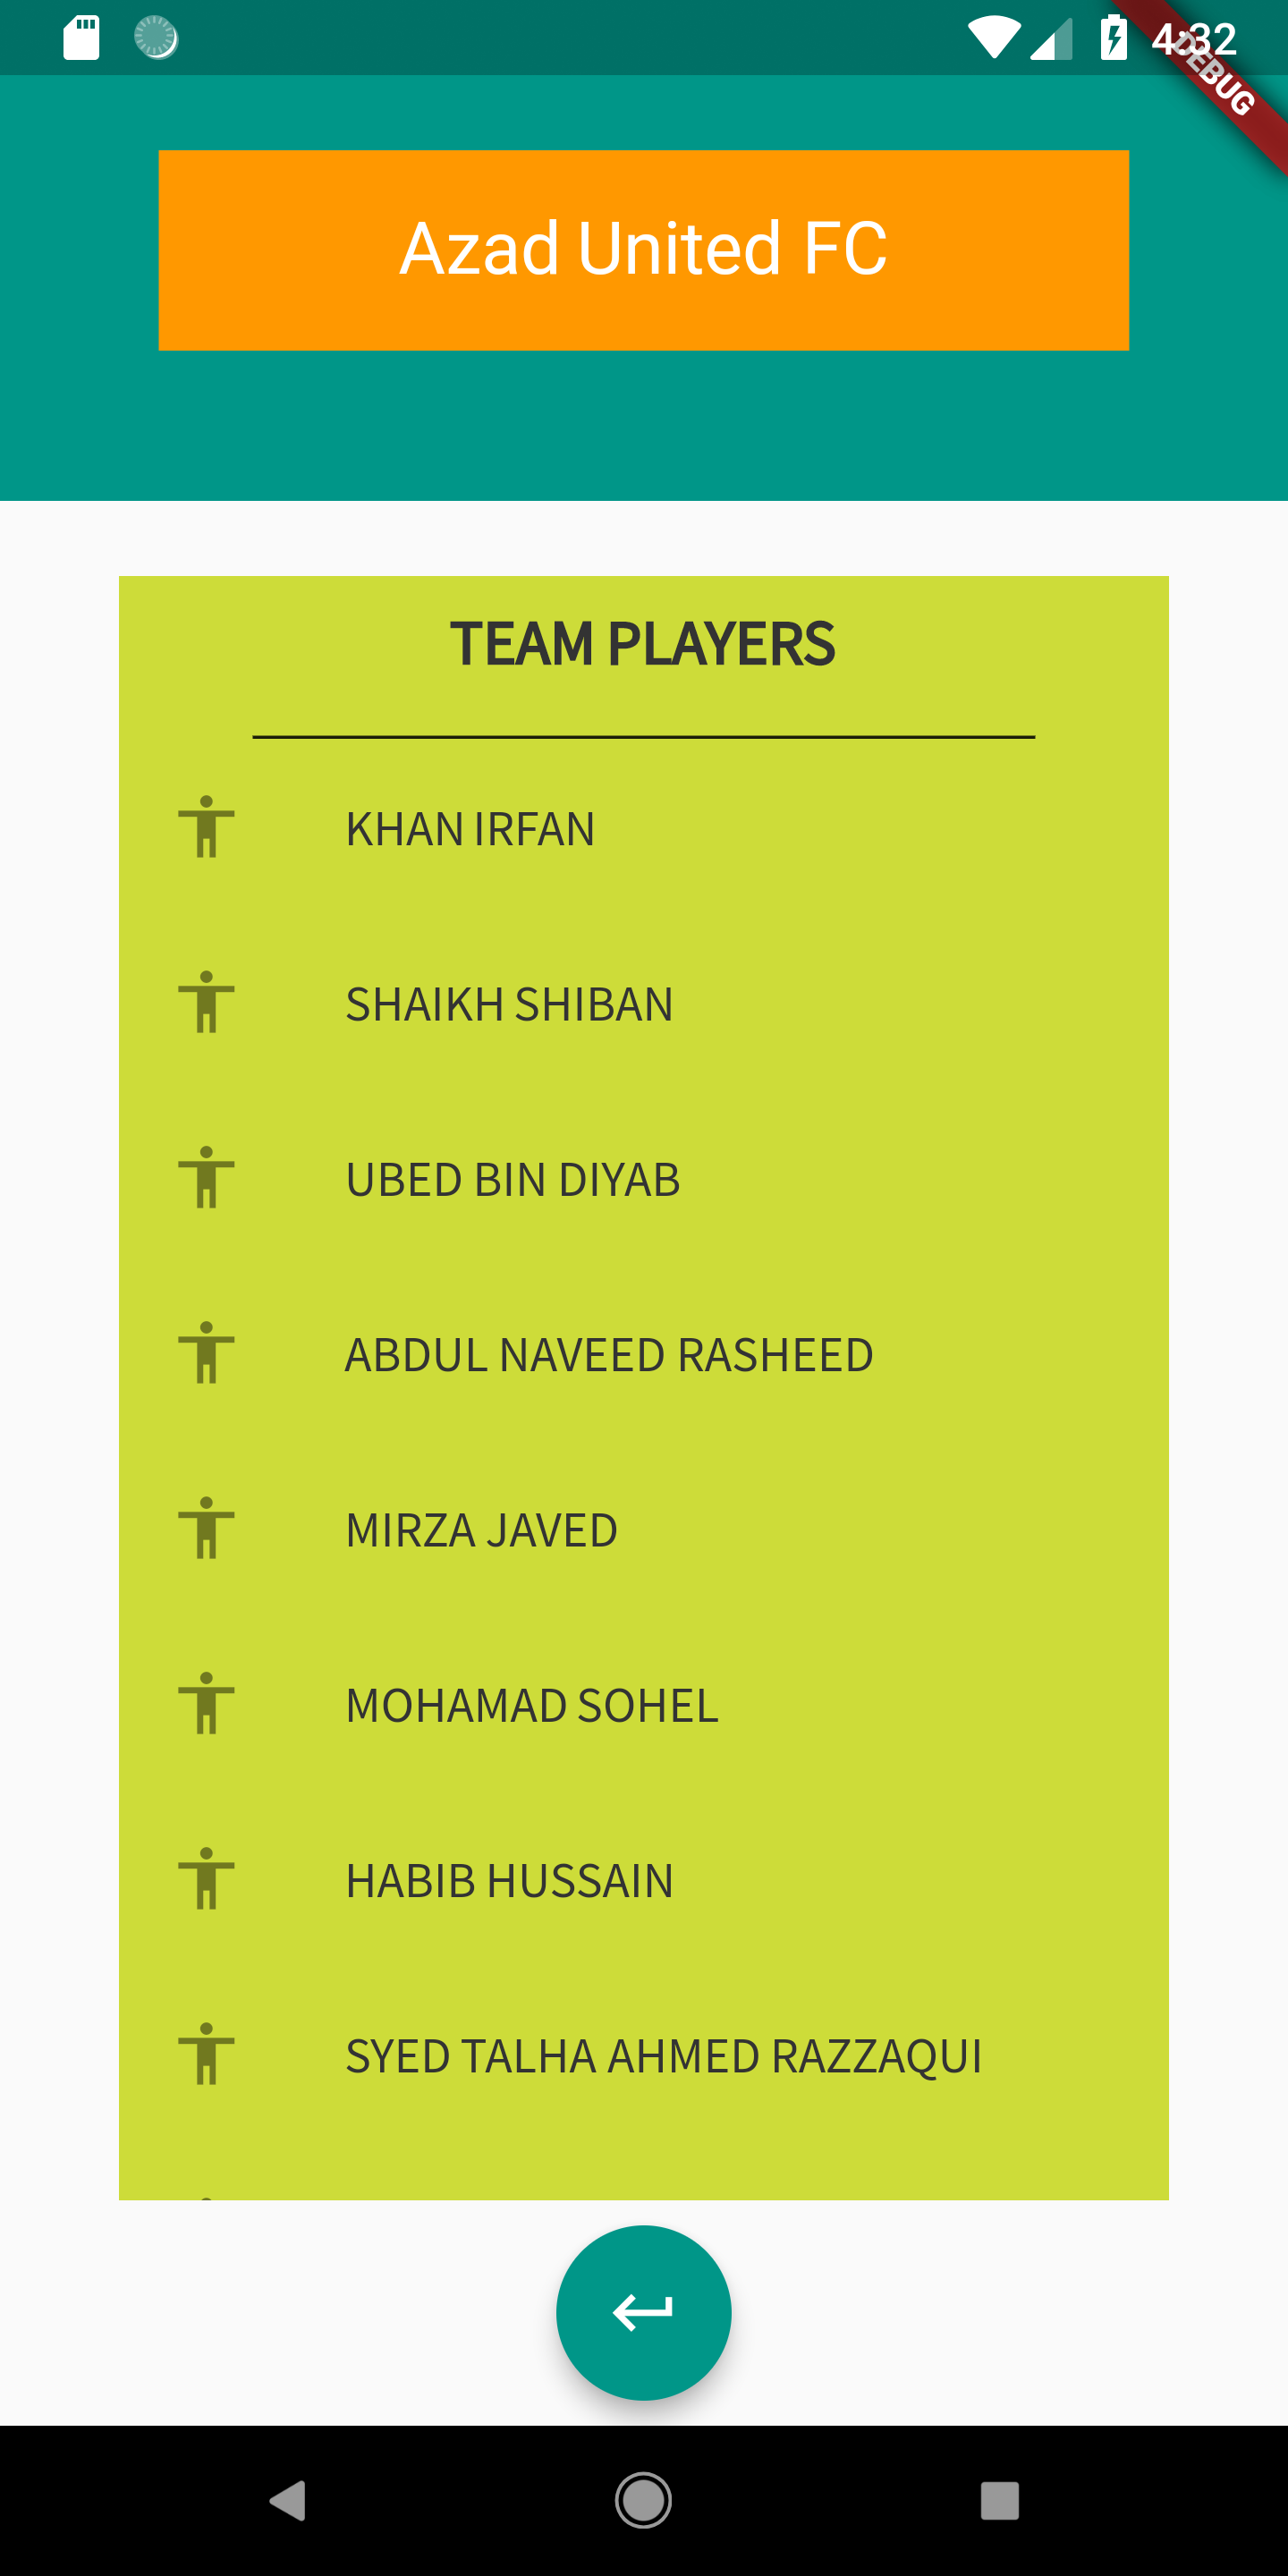 4:32
DEBUG
Azad United FC
TEAM PLAYERS
KHAN IRFAN
SHAIKH SHIBAN
UBED BIN DIYAB
ABDUL NAVEED RASHEED
MIRZA JAVED
MOHAMAD SOHEL
HABIB HUSSAIN
SYED TALHA AHMED RAZZAQUI